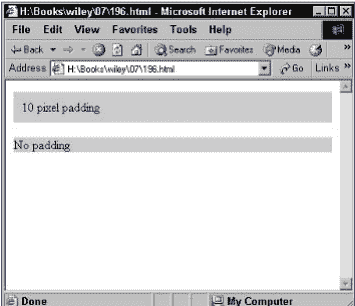 H:\Books\wiley\07\196.html - Microsoft Internet Explorer
File Edit View Favorites Tools Help
Back Search Favorites Media »
Address H:\Books\wiley\07\196.html Go Links »
10 pixel padding
No padding
Done My Computer